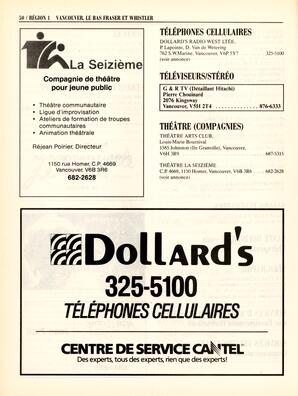 50 / RÉGION 1 VANCOUVER, LE BAS FRASER ET WHISTLER
La Seizième
Compagnie de théâtre
pour jeune public
• Théâtre communautaire
• Ligue d'improvisation
• Ateliers de formation de troupes
communautaires
• Animation théâtrale
Réjean Poirier, Directeur
1150 rue Homer, C.P. 4669
Vancouver, V6B 3R6
682-2628
TÉLÉPHONES CELLULAIRES
DOLLARD'S RADIO WEST LTÉE,
P. Lapointe, D. Van de Wetering
762 S.W.Marine, Vancouver, V6P 5Y7 325-5100
(voir annonce)
TÉLÉVISEURS/STÉRÉO
G & R TV (Détaillant Hitachi)
Pierre Chouinard
2076 Kingsway
Vancouver, V5H 2T4 . . . . . . . . . 876-6333
THÉÂTRE (COMPAGNIES)
THÉÂTRE ARTS CLUB,
Louis-Marie Bournival
1585 Johnston (Ile Granville), Vancouver,
V6H 3R9 . . . . . . . . . 687-5315
THÉÂTRE LA SEIZIÈME
C.P. 4669, 1150 Homer, Vancouver, V6B . . . . 682-2628
(voir annonce)
DOLLARD'S
325-5100
TÉLÉPHONES CELLULAIRES
CENTRE DE SERVICE CANTEL
Des experts, tous des experts, rien que des experts!